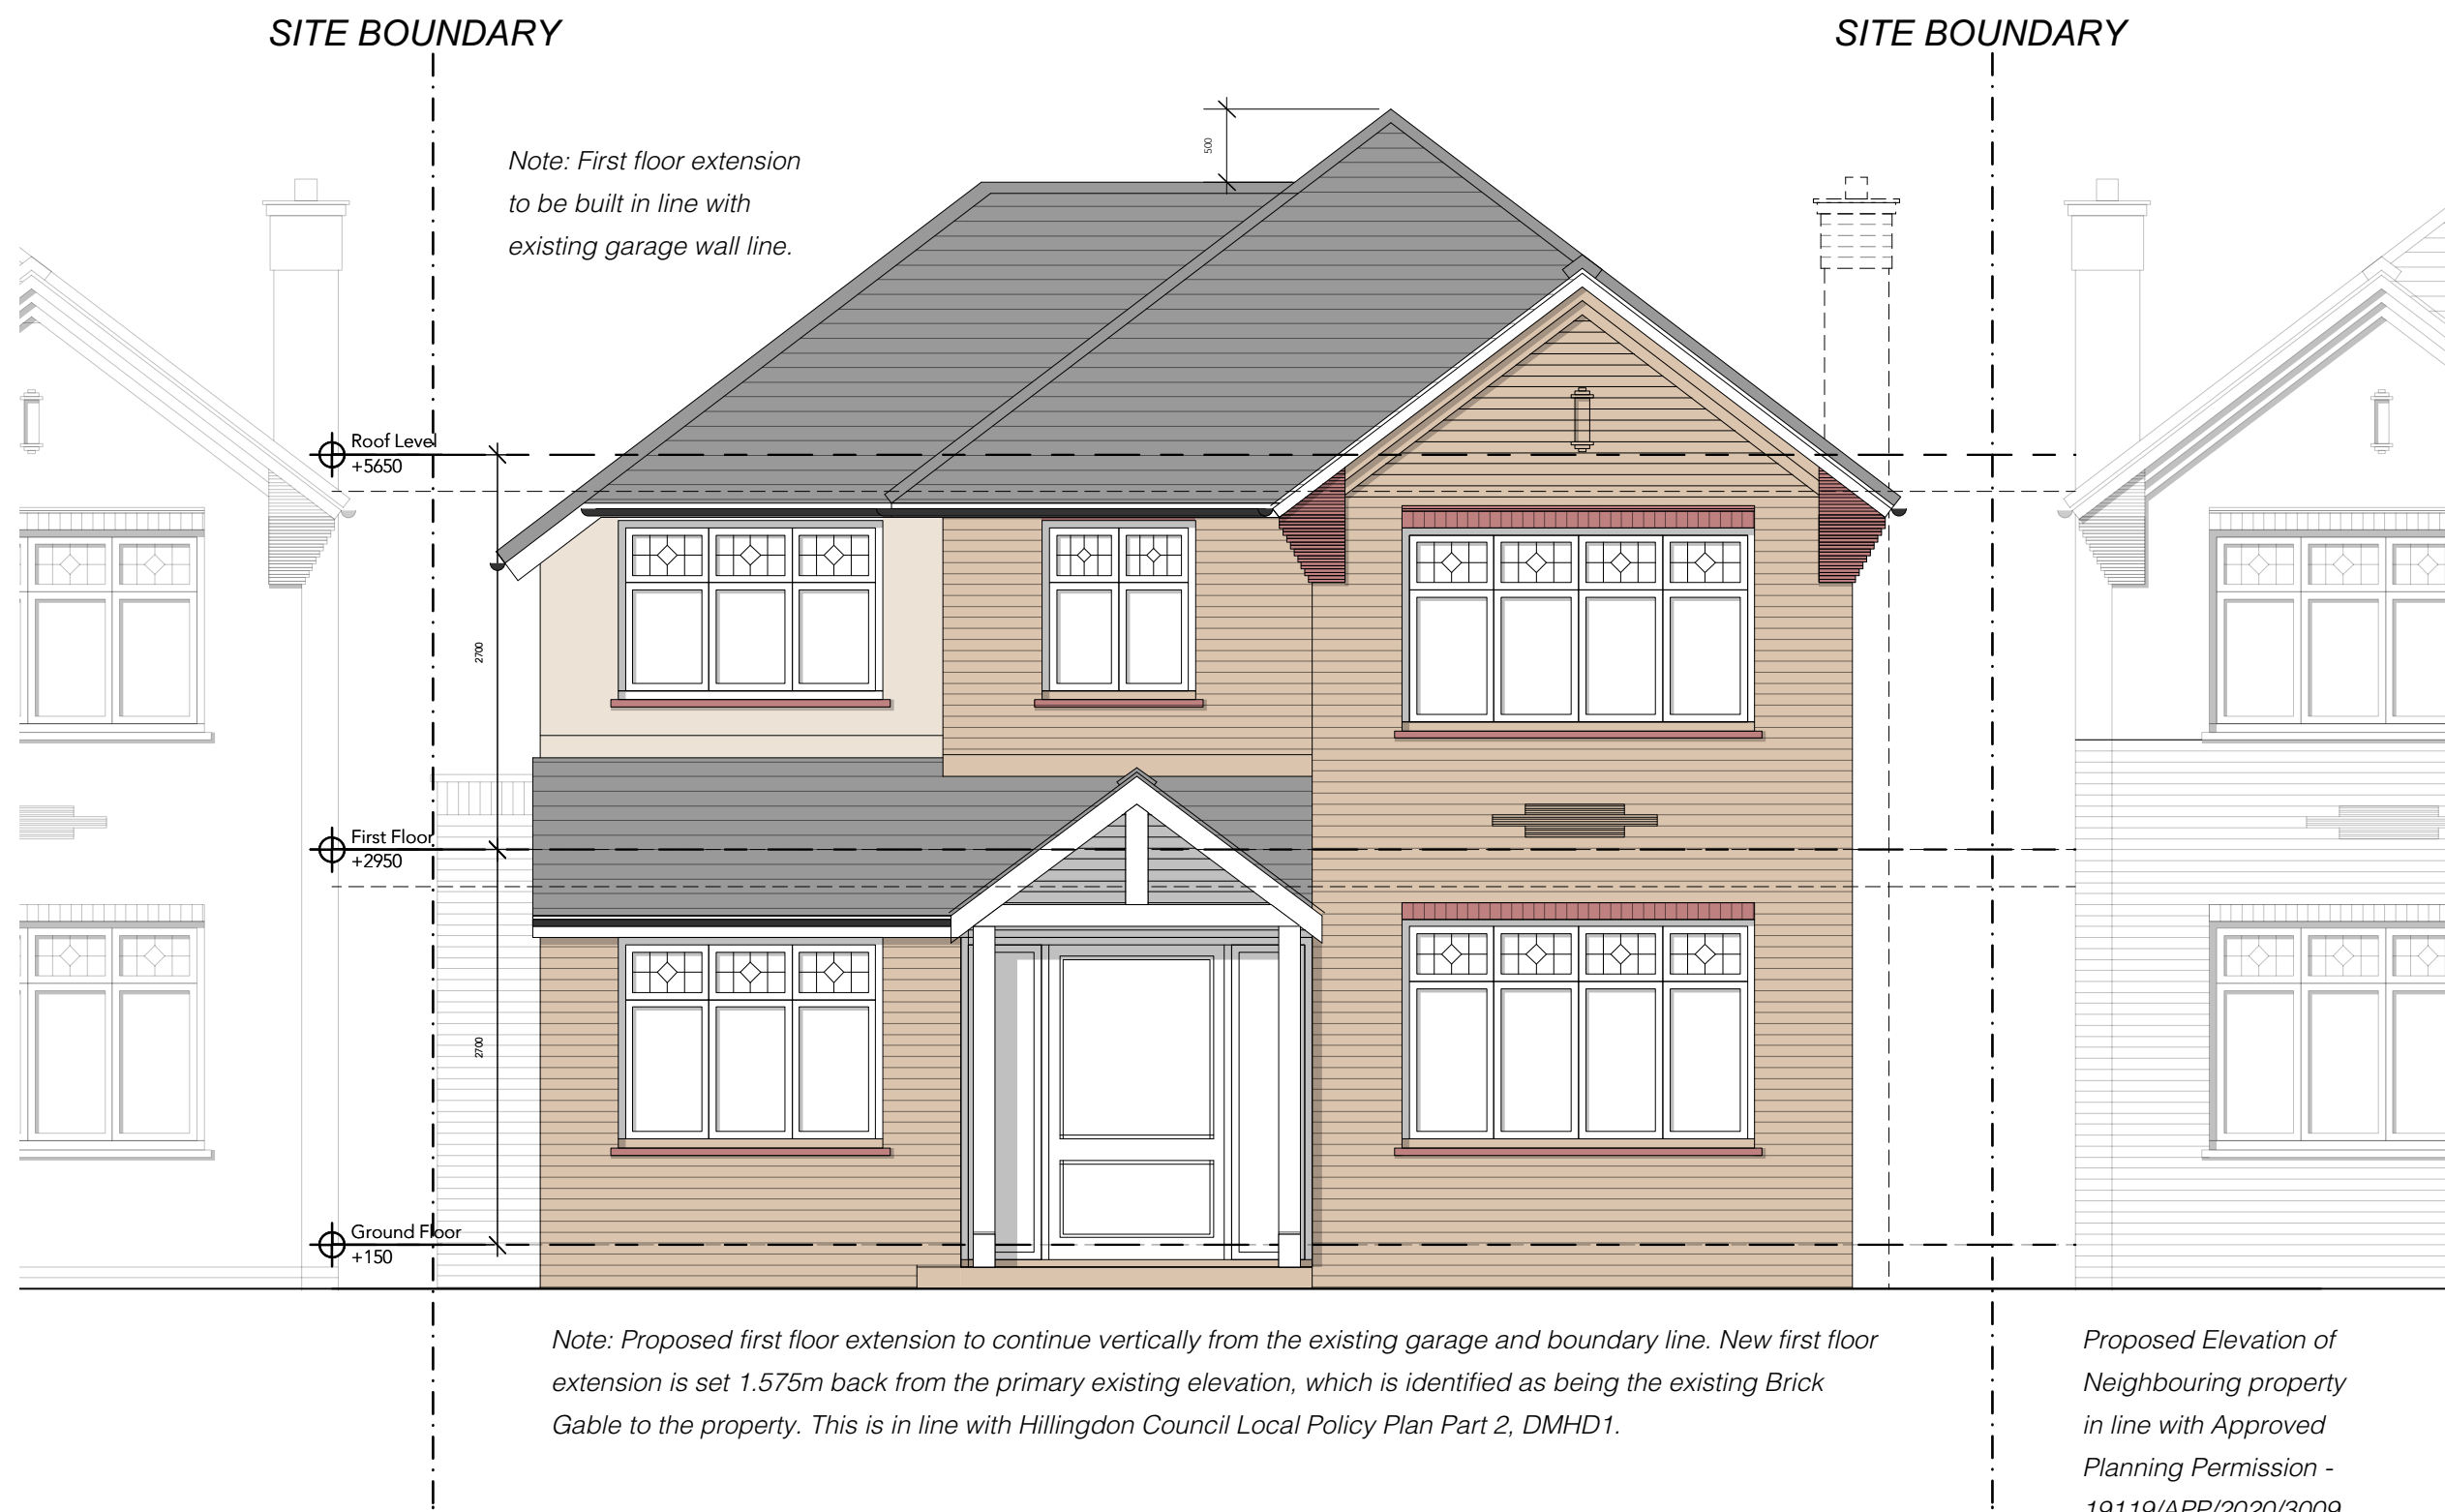 SITE BOUNDARY
SITE BOUNDARY
Note: First floor extension
to be built in line with
existing garage wall line.
500
Roof Level
+5650
2700
First Floor
+2950
2700
Ground Floor
+150
Note: Proposed first floor extension to continue vertically from the existing garage and boundary line. New first floor
extension is set 1.575m back from the primary existing elevation, which is identified as being the existing Brick
Gable to the property. This is in line with Hillingdon Council Local Policy Plan Part 2, DMHD1.
Proposed Elevation of
Neighbouring property
in line with Approved
Planning Permission -
19119/APP/2020/3009